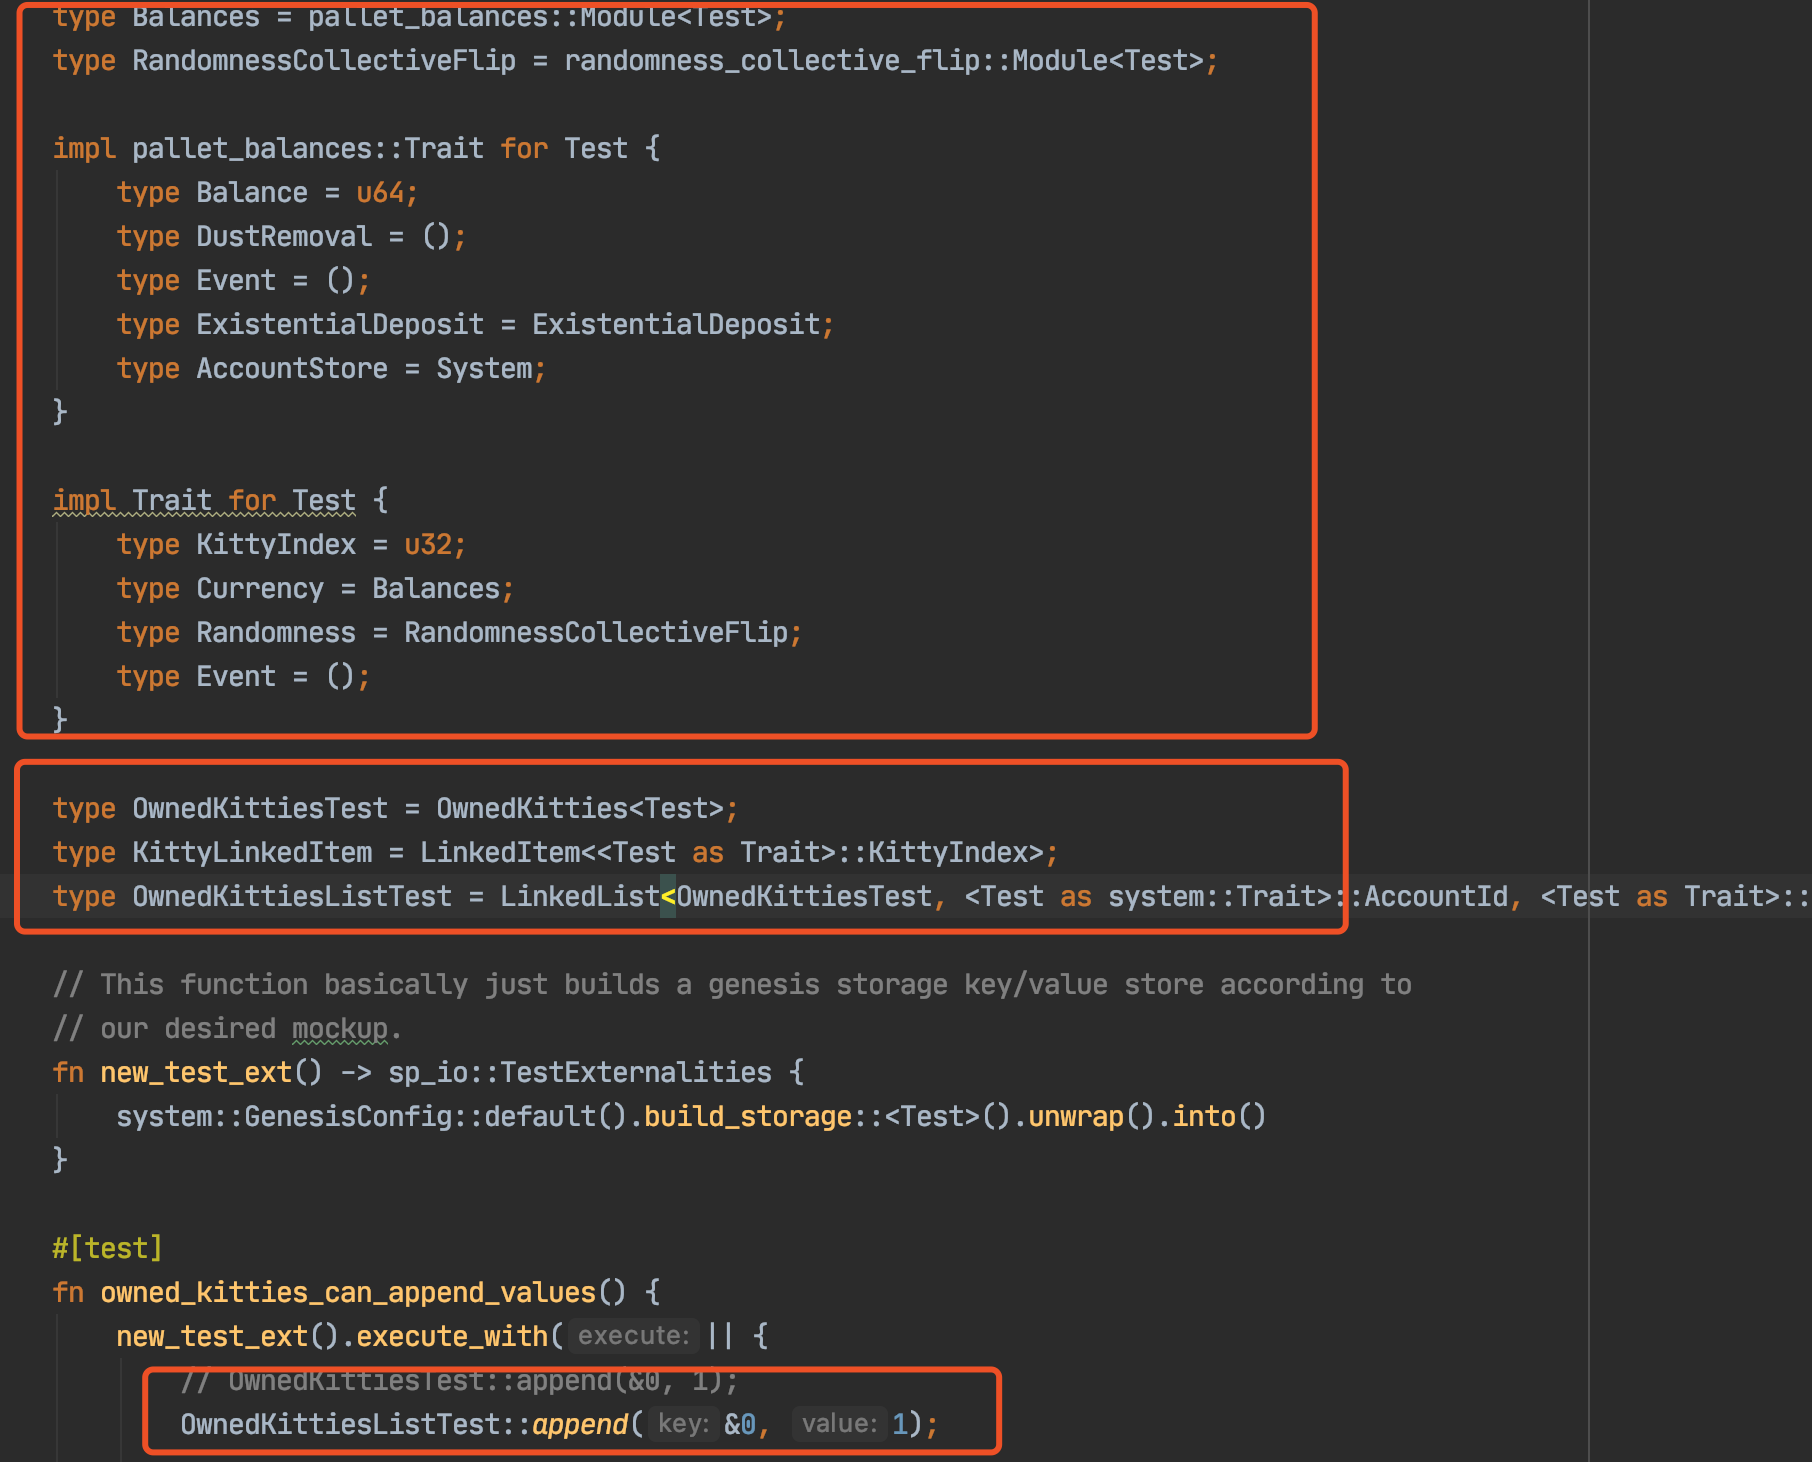 type Balances = pallet_balances::Module<Test>;
type RandomnessCollectiveFlip = randomness_collective_flip::Module<Test>;
impl pallet_balances::Trait for Test {
type Balance = u64;
type DustRemoval = ();
type Event = ();
type ExistentialDeposit = ExistentialDeposit;
type AccountStore = System;
}
impl Trait for Test {
type KittyIndex = u32;
type Currency = Balances;
type Randomness = RandomnessCollectiveFlip;
type Event = ();
}
type OwnedKittiesTest = OwnedKitties<Test>;
type KittyLinkedItem = LinkedItem<<Test as Trait>::KittyIndex>;
type OwnedKittiesListTest = LinkedList<OwnedKittiesTest, <Test as system::Trait>::AccountId, <Test as Trait>::
// This function basically just builds a genesis storage key/value store according to
// our desired mockup.
fn new_test_ext() -> sp_io::TestExternalities {
system::GenesisConfig::default().build_storage::<Test>().unwrap().into()
}
#[test]
fn owned_kitties_can_append_values() {
new_test_ext().execute_with( execute: || {
// OwnedKittiesTest::append(&0, 1);
OwnedKittiesListTest::append( key: &0, value: 1);